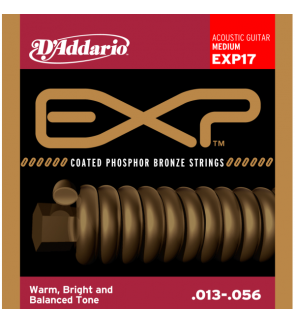 D'Addario
ACOUSTIC GUITAR
MEDIUM
EXP17
EXP™
COATED PHOSPHOR BRONZE STRINGS
Warm, Bright and
Balanced Tone
.013-.056